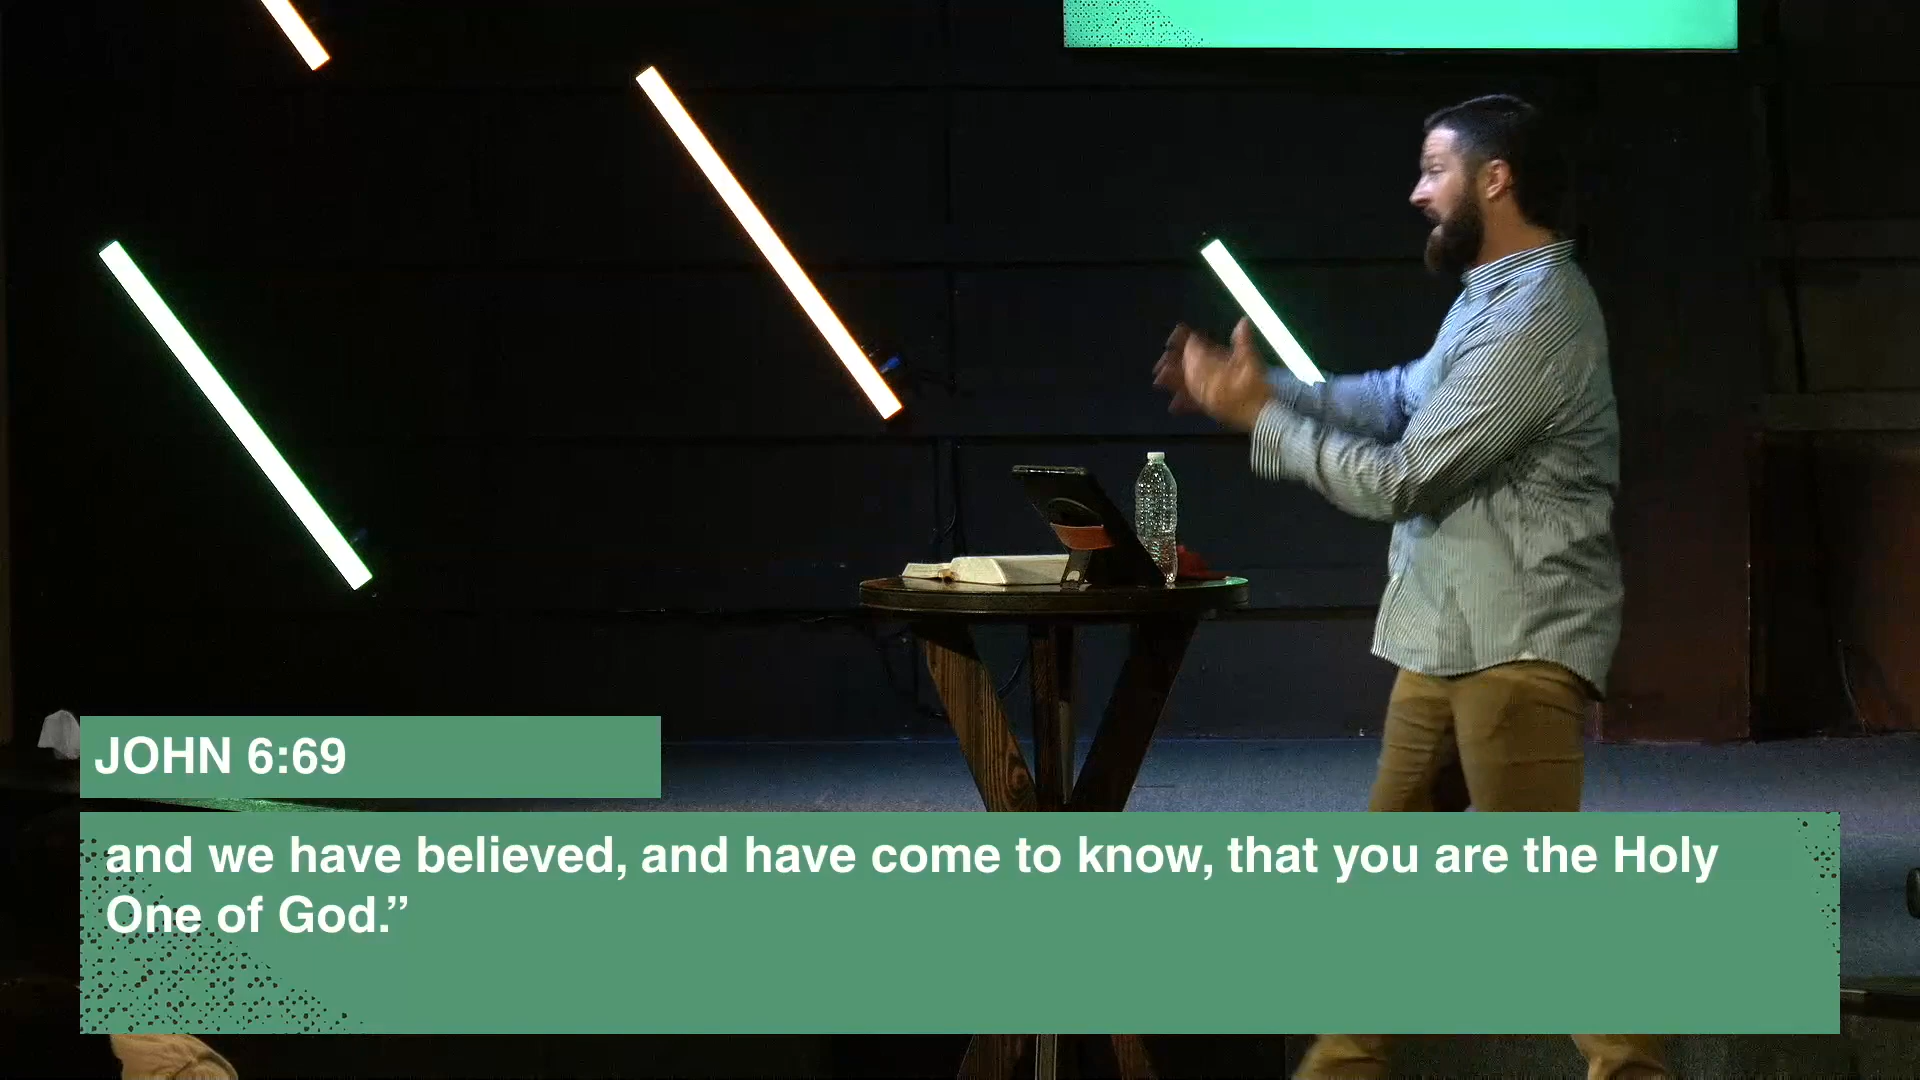 JOHN 6:69
and we have believed, and have come to know, that you are the Holy
One of God.”